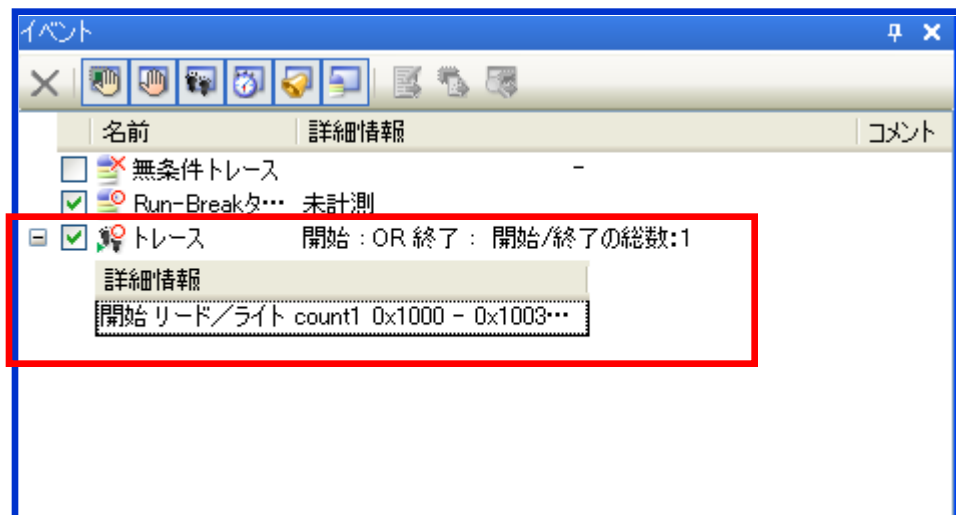 イベント
名前 詳細情報 コメント
無条件トレース -
Run-Breakタ… 未計測
トレース 開始：OR 終了： 開始/終了の総数:1
詳細情報
開始 リード／ライト count1 0x1000 - 0x1003…